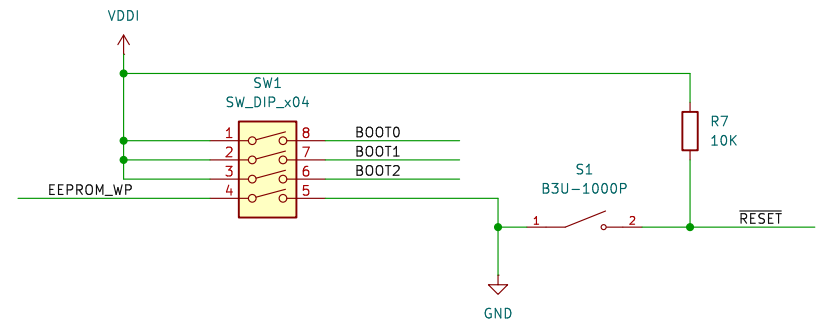 VDDI
SW1
SW_DIP_x04
1 8 BOOT0
2 7 BOOT1
3 6 BOOT2
EEPROM_WP 4 5
R7
10K
S1
B3U-1000P
1 2
RESET
GND